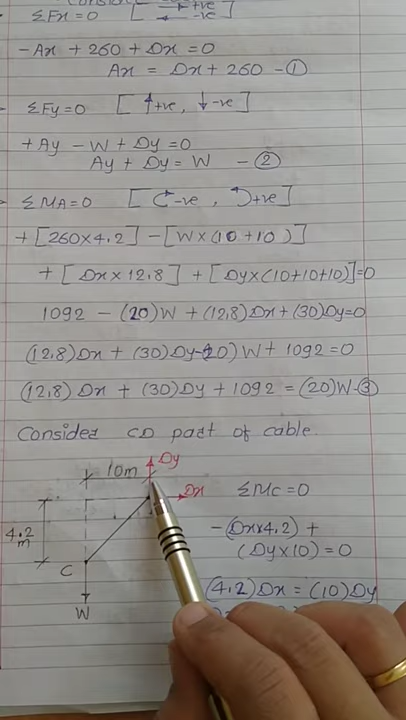 ΣFx=0 [ → +ve ← -ve ]
-Ax + 260 + Dx = 0
Ax = Dx + 260 - ①
ΣFy=0 [ ↑+ve, ↓-ve ]
+Ay - W + Dy = 0
Ay + Dy = W - ②
ΣMA=0 [ ↻-ve, ↺+ve ]
+[260×4.2] - [W×(10+10)]
+ [Dx×12.8] + [Dy×(10+10+10)]=0
1092 - (20)W + (12.8)Dx + (30)Dy=0
(12.8)Dx + (30)Dy-(20)W + 1092 = 0
(12.8)Dx + (30)Dy + 1092 = (20)W-③
Consider CD part of cable.
Dy
10m
Dx
ΣMC=0
4.2
m
-(Dx×4.2) +
(Dy×10) = 0
C
W
(4.2)Dx = (10)Dy